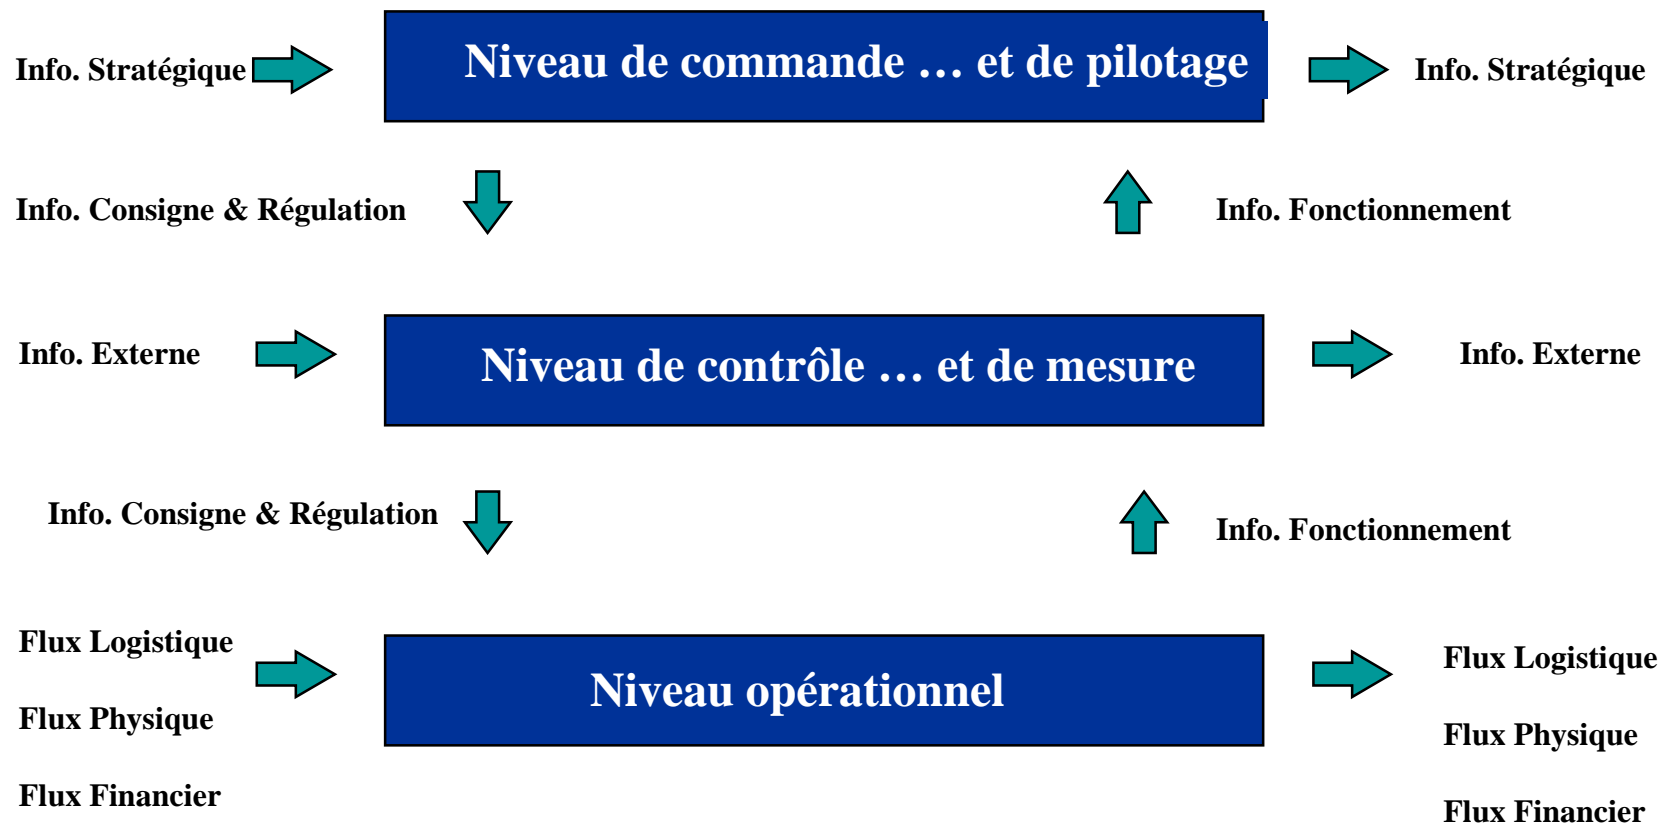 Niveau de commande … et de pilotage
Info. Stratégique
Info. Stratégique
Info. Consigne & Régulation
Info. Fonctionnement
Info. Externe
Niveau de contrôle … et de mesure
Info. Externe
Info. Consigne & Régulation
Info. Fonctionnement
Flux Logistique
Flux Physique
Flux Financier
Niveau opérationnel
Flux Logistique
Flux Physique
Flux Financier